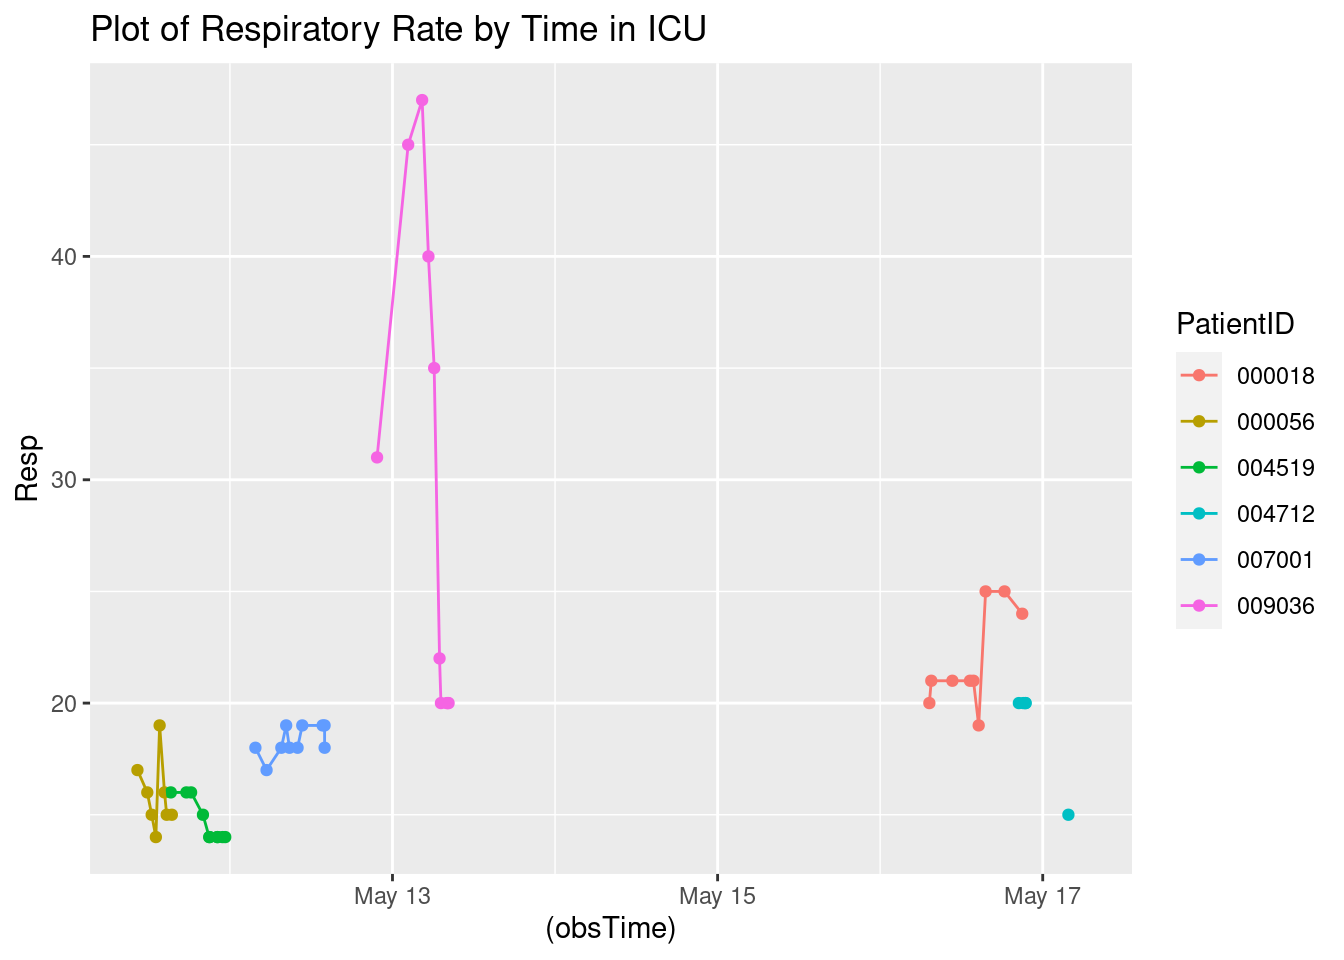 Plot of Respiratory Rate by Time in ICU
40
30
20
Resp
May 13
May 15
May 17
(obsTime)
PatientID
000018
000056
004519
004712
007001
009036